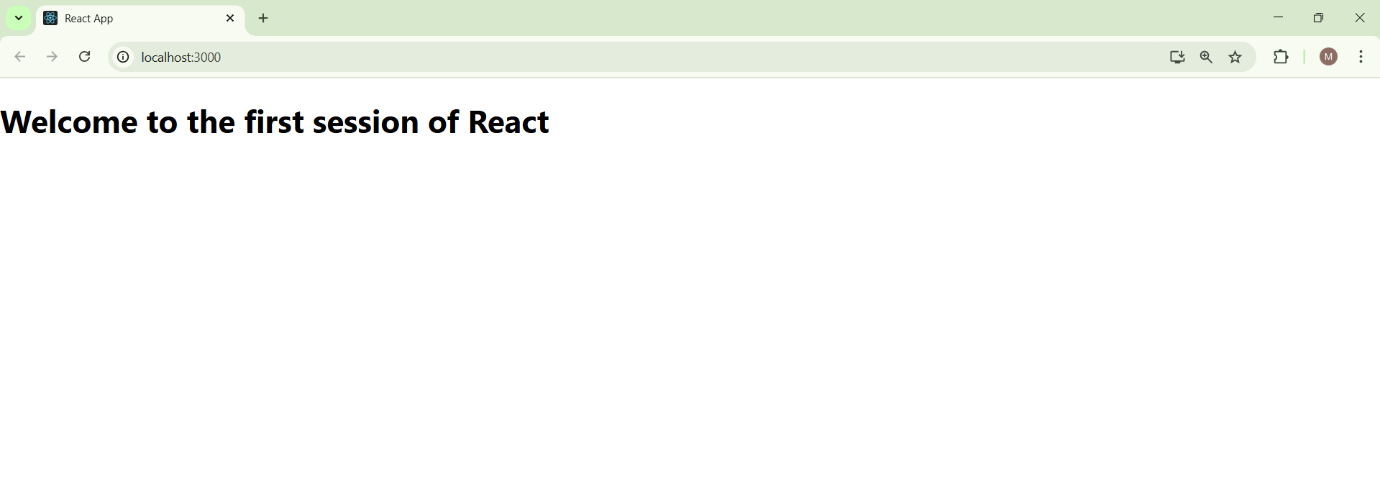 React App
localhost:3000
M
Welcome to the first session of React